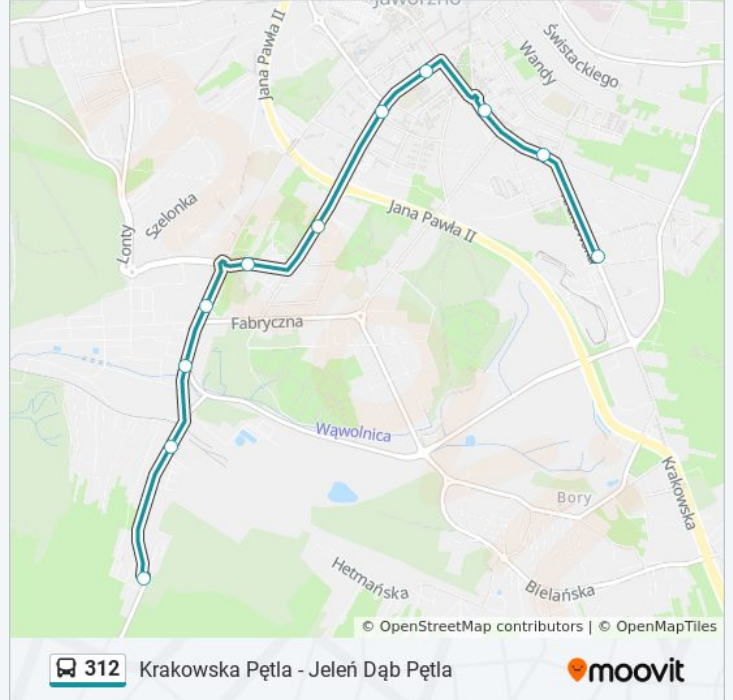 Jaworzno
Jana Pawła II
Świstackiego
Wandy
Szelonka
Łonty
Jana Pawła II
Fabryczna
Wąwolnica
Krakowska
Bory
Hetmańska
Bielańska
© OpenStreetMap contributors | © OpenMapTiles
312 Krakowska Pętla - Jeleń Dąb Pętla
moovit